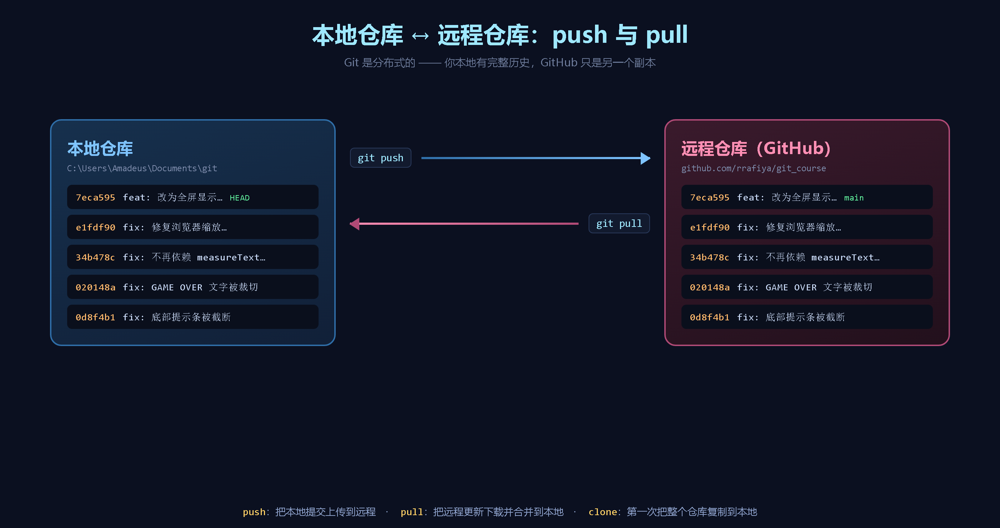 本地仓库 ↔ 远程仓库：push 与 pull
Git 是分布式的 —— 你本地有完整历史，GitHub 只是另一个副本
本地仓库
C:\Users\Amadeus\Documents\git
7eca595 feat: 改为全屏显示… HEAD
e1fdf90 fix: 修复浏览器缩放…
34b478c fix: 不再依赖 measureText…
020148a fix: GAME OVER 文字被裁切
0d8f4b1 fix: 底部提示条被截断
git push
git pull
远程仓库（GitHub）
github.com/rrafiya/git_course
7eca595 feat: 改为全屏显示… main
e1fdf90 fix: 修复浏览器缩放…
34b478c fix: 不再依赖 measureText…
020148a fix: GAME OVER 文字被裁切
0d8f4b1 fix: 底部提示条被截断
push：把本地提交上传到远程 · pull：把远程更新下载并合并到本地 · clone：第一次把整个仓库复制到本地